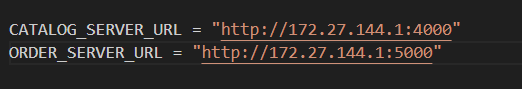 CATALOG_SERVER_URL = "http://172.27.144.1:4000"
ORDER_SERVER_URL = "http://172.27.144.1:5000"